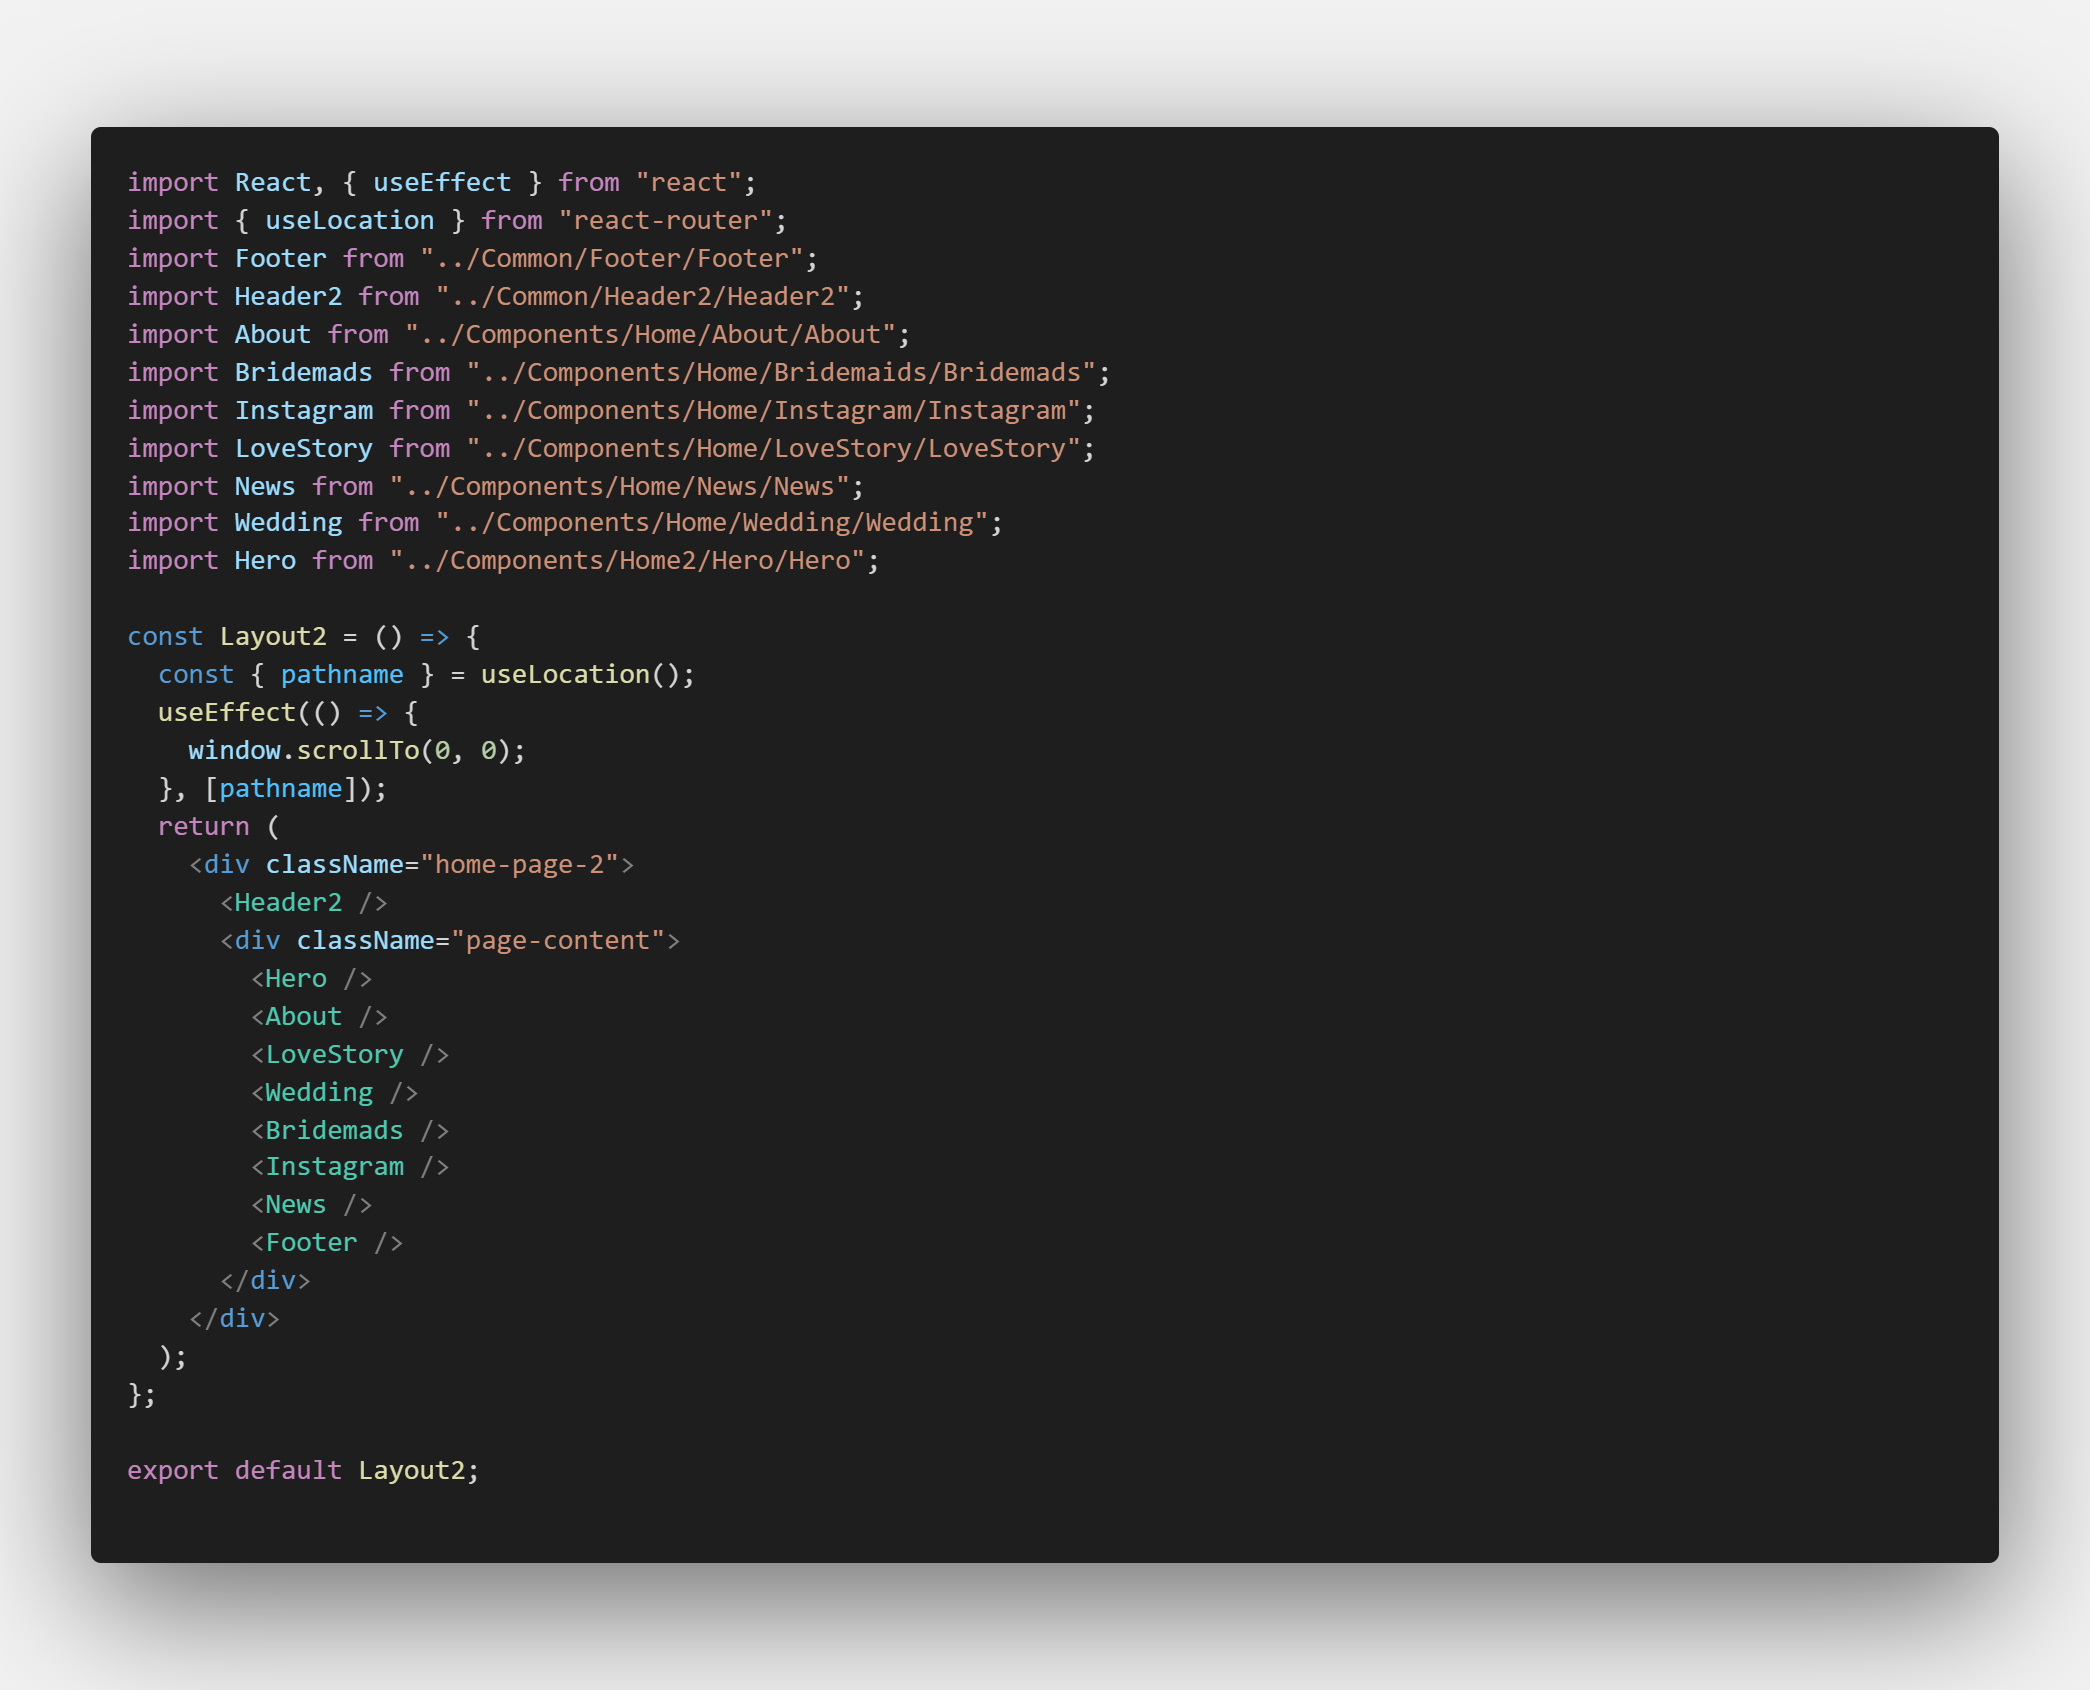 import React, { useEffect } from "react";
import { useLocation } from "react-router";
import Footer from "../Common/Footer/Footer";
import Header2 from "../Common/Header2/Header2";
import About from "../Components/Home/About/About";
import Bridemads from "../Components/Home/Bridemaids/Bridemads";
import Instagram from "../Components/Home/Instagram/Instagram";
import LoveStory from "../Components/Home/LoveStory/LoveStory";
import News from "../Components/Home/News/News";
import Wedding from "../Components/Home/Wedding/Wedding";
import Hero from "../Components/Home2/Hero/Hero";

const Layout2 = () => {
  const { pathname } = useLocation();
  useEffect(() => {
    window.scrollTo(0, 0);
  }, [pathname]);
  return (
    <div className="home-page-2">
      <Header2 />
      <div className="page-content">
        <Hero />
        <About />
        <LoveStory />
        <Wedding />
        <Bridemads />
        <Instagram />
        <News />
        <Footer />
      </div>
    </div>
  );
};

export default Layout2;